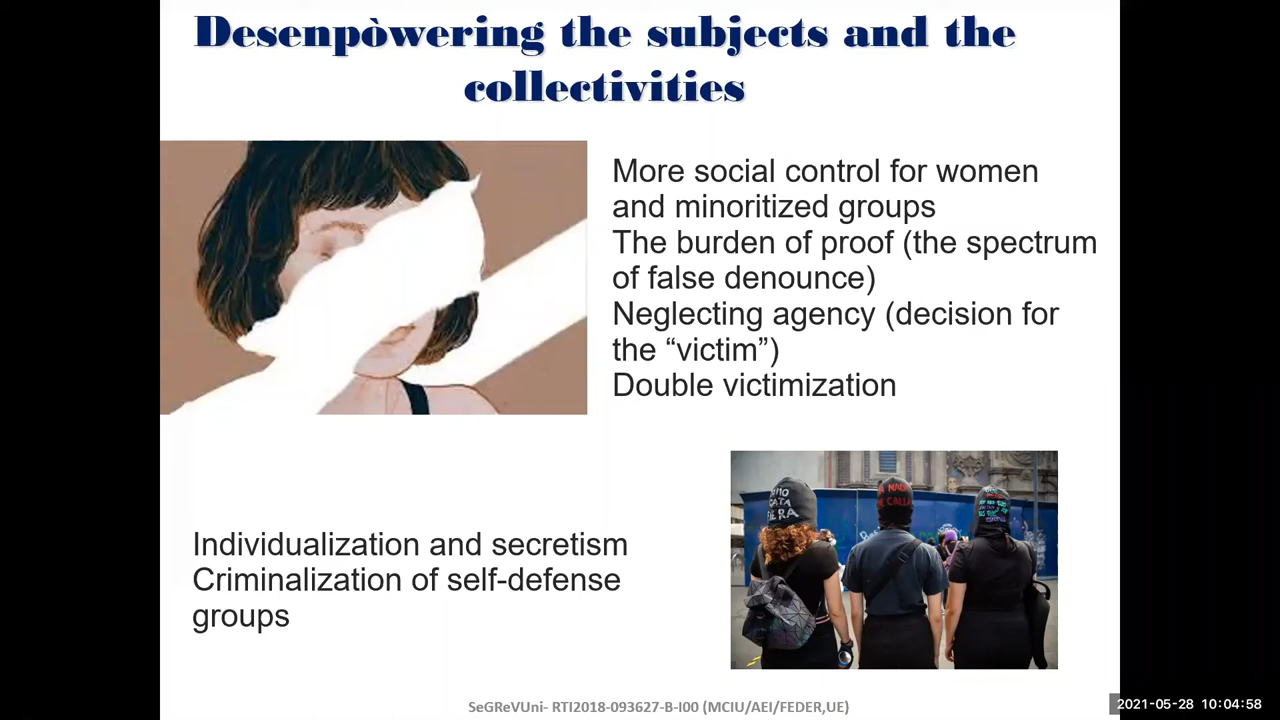 Desenpòwering the subjects and the
collectivities
More social control for women
and minoritized groups
The burden of proof (the spectrum
of false denounce)
Neglecting agency (decision for
the “victim”)
Double victimization
Individualization and secretism
Criminalization of self-defense
groups
SeGReVUni- RTI2018-093627-B-I00 (MCIU/AEI/FEDER,UE)
2021-05-28 10:04:58